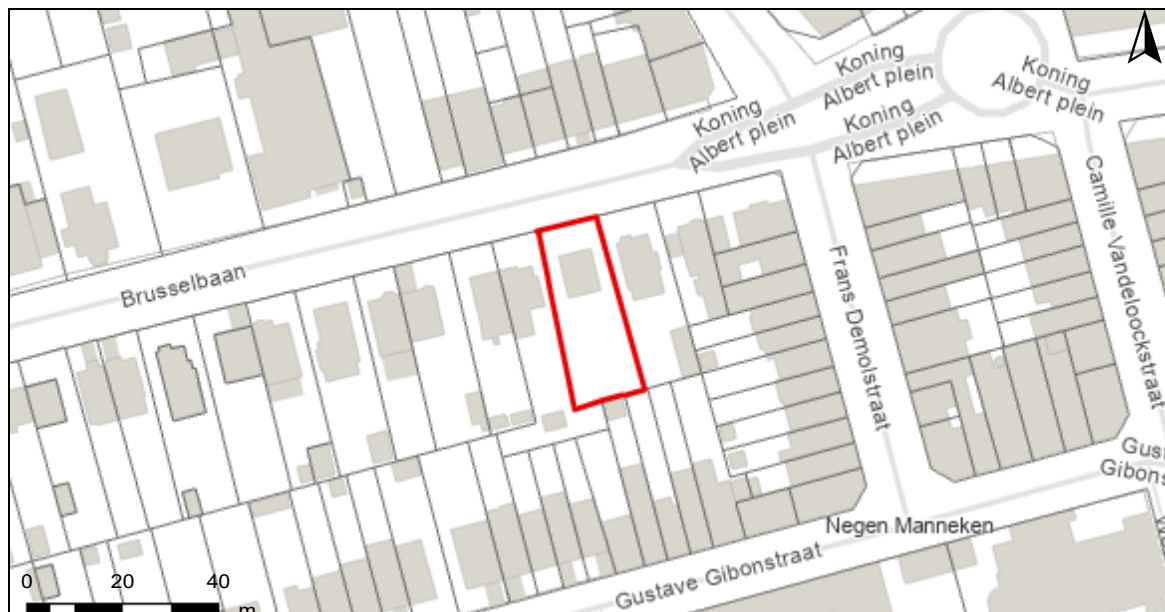 Koning
Albert plein
Koning
Albert plein
Koning
Albert plein
Koning
Albert plein
Brusselbaan
Frans Demolstraat
Camille Vandeloockstraat
Gust
Gibons
Negen Manneken
Gustave Gibonstraat
0 20 40
m